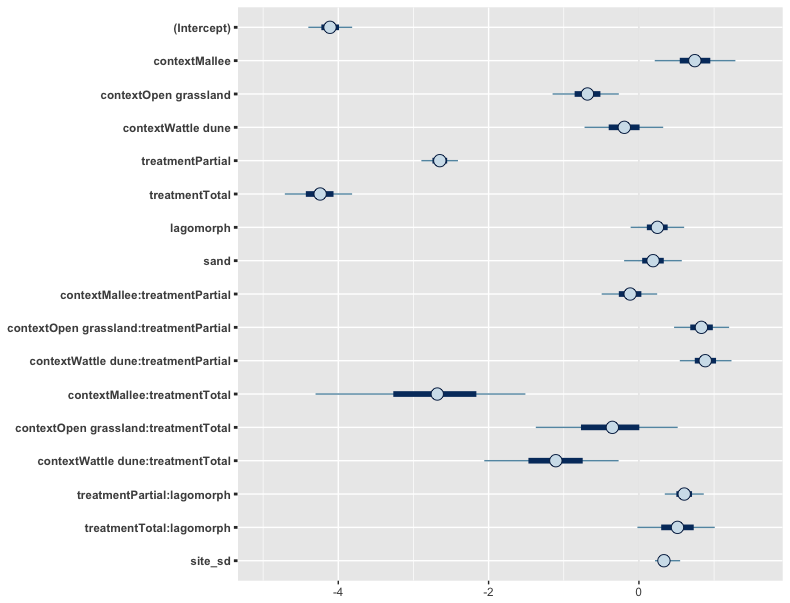 (Intercept)
contextMallee
contextOpen grassland
contextWattle dune
treatmentPartial
treatmentTotal
lagomorph
sand
contextMallee:treatmentPartial
contextOpen grassland:treatmentPartial
contextWattle dune:treatmentPartial
contextMallee:treatmentTotal
contextOpen grassland:treatmentTotal
contextWattle dune:treatmentTotal
treatmentPartial:lagomorph
treatmentTotal:lagomorph
site_sd
-4 -2 0